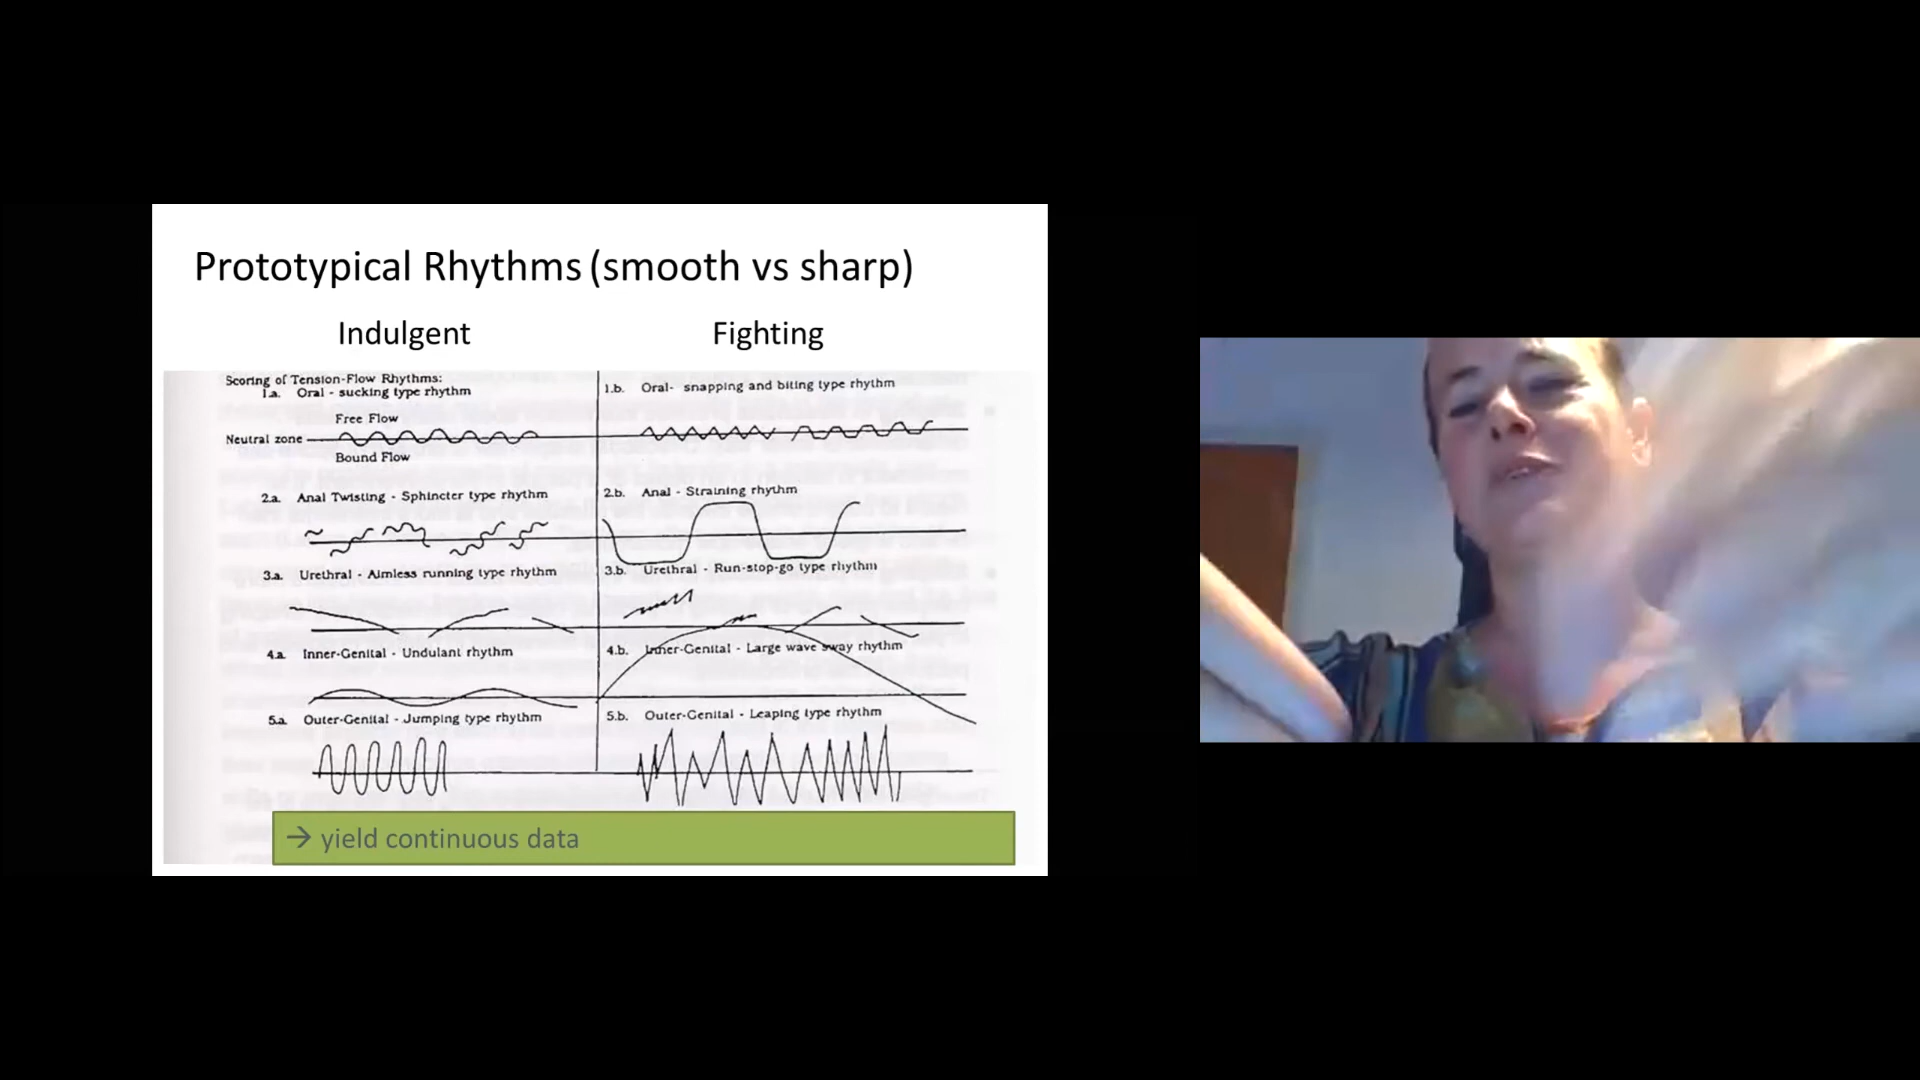 Prototypical Rhythms (smooth vs sharp)
Indulgent
Fighting
Scoring of Tension-Flow Rhythms:
1.a. Oral - sucking type rhythm
1.b. Oral- snapping and biting type rhythm
Free Flow
Neutral zone
Bound Flow
2.a. Anal Twisting - Sphincter type rhythm
2.b. Anal - Straining rhythm
3.a. Urethral - Aimless running type rhythm
3.b. Urethral - Run-stop-go type rhythm
4.a. Inner-Genital - Undulant rhythm
4.b. Inner-Genital - Large wave sway rhythm
5.a. Outer-Genital - Jumping type rhythm
5.b. Outer-Genital - Leaping type rhythm
→ yield continuous data